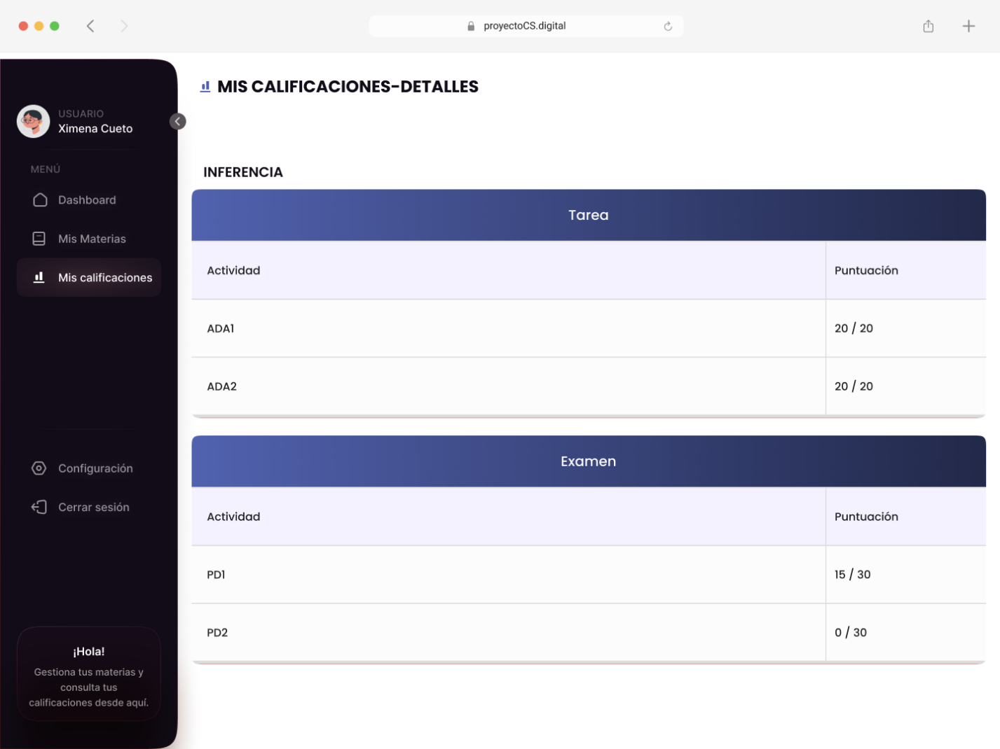 proyectoCS.digital
USUARIO
Ximena Cueto
MENÚ
Dashboard
Mis Materias
Mis calificaciones
Configuración
Cerrar sesión
¡Hola!
Gestiona tus materias y
consulta tus
calificaciones desde aquí.
MIS CALIFICACIONES-DETALLES
INFERENCIA
Tarea
Actividad Puntuación
ADA1 20 / 20
ADA2 20 / 20
Examen
Actividad Puntuación
PD1 15 / 30
PD2 0 / 30